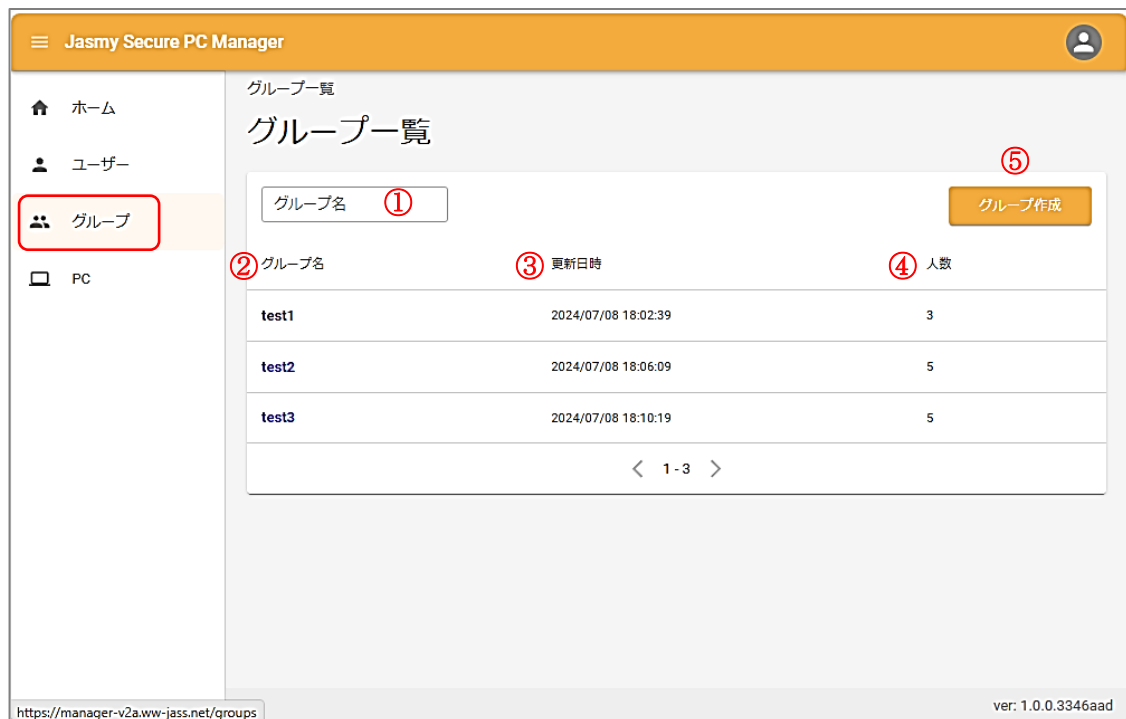 Jasmy Secure PC Manager
ホーム
ユーザー
グループ
PC
グループ一覧
グループ一覧
⑤
グループ名 ①
グループ作成
②グループ名 ③更新日時 ④人数
test1 2024/07/08 18:02:39 3
test2 2024/07/08 18:06:09 5
test3 2024/07/08 18:10:19 5
1 - 3
https://manager-v2a.ww-jass.net/groups
ver: 1.0.0.3346aad